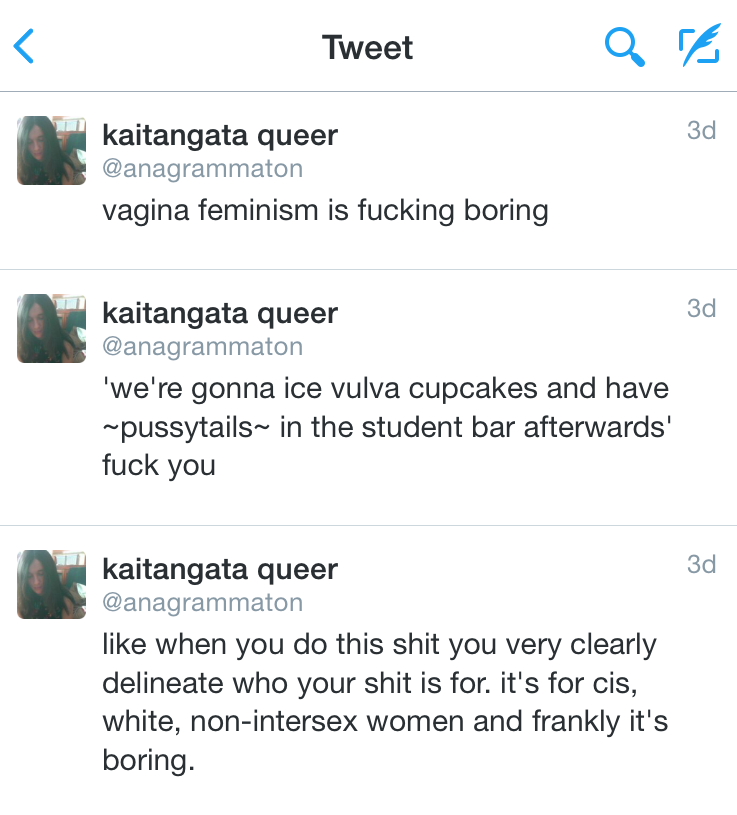 Tweet
kaitangata queer
3d
@anagrammaton
vagina feminism is fucking boring
kaitangata queer
3d
@anagrammaton
'we're gonna ice vulva cupcakes and have
~pussytails~ in the student bar afterwards'
fuck you
kaitangata queer
3d
@anagrammaton
like when you do this shit you very clearly
delineate who your shit is for. it's for cis,
white, non-intersex women and frankly it's
boring.